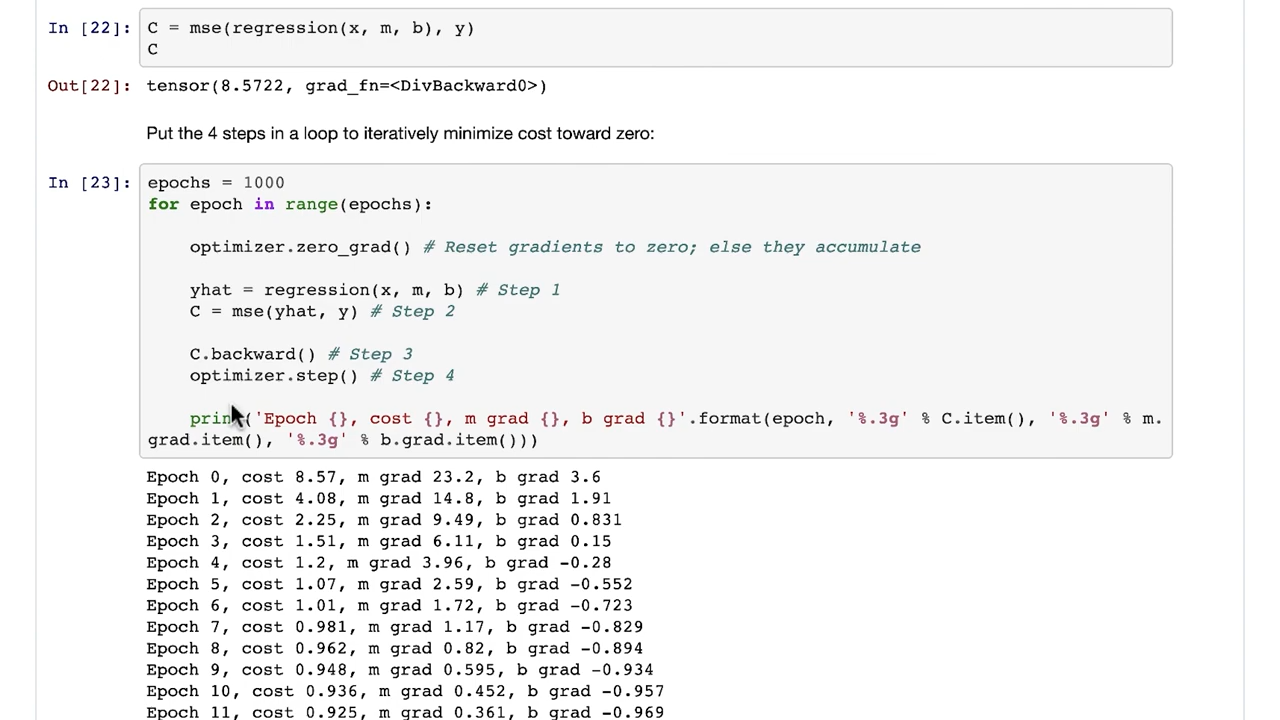 In [22]: C = mse(regression(x, m, b), y)
C
Out[22]: tensor(8.5722, grad_fn=<DivBackward0>)
Put the 4 steps in a loop to iteratively minimize cost toward zero:
In [23]: epochs = 1000
for epoch in range(epochs):
optimizer.zero_grad() # Reset gradients to zero; else they accumulate
yhat = regression(x, m, b) # Step 1
C = mse(yhat, y) # Step 2
C.backward() # Step 3
optimizer.step() # Step 4
print('Epoch {}, cost {}, m grad {}, b grad {}'.format(epoch, '%.3g' % C.item(), '%.3g' % m.
grad.item(), '%.3g' % b.grad.item()))
Epoch 0, cost 8.57, m grad 23.2, b grad 3.6
Epoch 1, cost 4.08, m grad 14.8, b grad 1.91
Epoch 2, cost 2.25, m grad 9.49, b grad 0.831
Epoch 3, cost 1.51, m grad 6.11, b grad 0.15
Epoch 4, cost 1.2, m grad 3.96, b grad -0.28
Epoch 5, cost 1.07, m grad 2.59, b grad -0.552
Epoch 6, cost 1.01, m grad 1.72, b grad -0.723
Epoch 7, cost 0.981, m grad 1.17, b grad -0.829
Epoch 8, cost 0.962, m grad 0.82, b grad -0.894
Epoch 9, cost 0.948, m grad 0.595, b grad -0.934
Epoch 10, cost 0.936, m grad 0.452, b grad -0.957
Epoch 11, cost 0.925, m grad 0.361, b grad -0.969